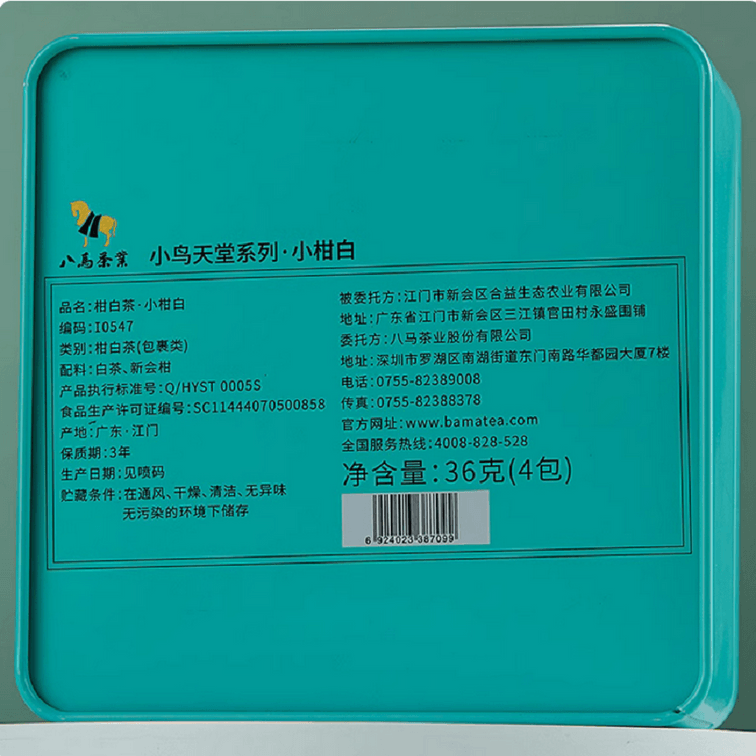 八馬茶業
小鸟天堂系列·小柑白
品名:柑白茶·小柑白
编码:I0547
类别:柑白茶(包裹类)
配料:白茶、新会柑
产品执行标准号:Q/HYST 0005S
食品生产许可证编号:SC11444070500858
产地:广东·江门
保质期:3年
生产日期:见喷码
贮藏条件:在通风、干燥、清洁、无异味
无污染的环境下储存
被委托方:江门市新会区合益生态农业有限公司
地址:广东省江门市新会区三江镇官田村永盛围铺
委托方:八马茶业股份有限公司
地址:深圳市罗湖区南湖街道东门南路华都园大厦7楼
电话:0755-82389008
传真:0755-82388378
官方网址:www.bamatea.com
全国服务热线:4008-828-528
净含量:36克(4包)
6 924023 387099